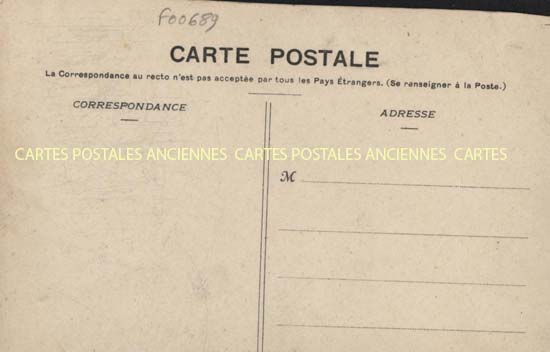 F00689
CARTE POSTALE
La Correspondance au recto n'est pas acceptée par tous les Pays Étrangers. (Se renseigner à la Poste.)
CORRESPONDANCE
ADRESSE
CARTES POSTALES ANCIENNES CARTES POSTALES ANCIENNES CARTES
M